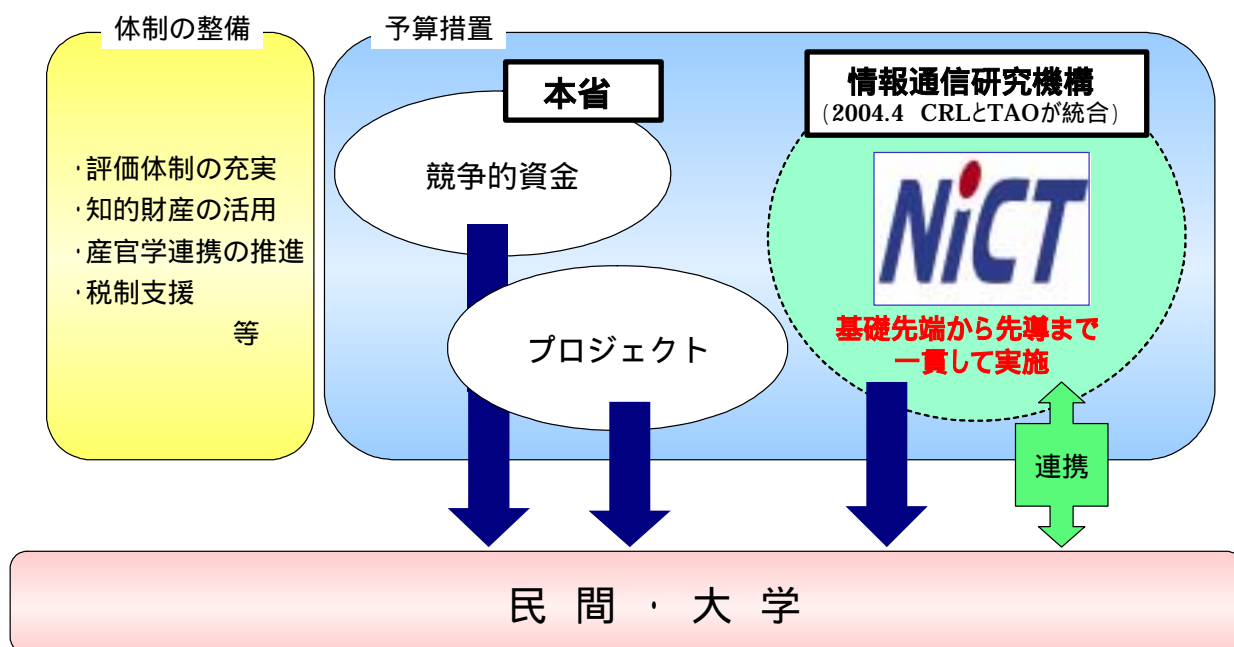 体制の整備
・評価体制の充実
・知的財産の活用
・産官学連携の推進
・税制支援
等
予算措置
本省
競争的資金
プロジェクト
情報通信研究機構
(2004.4 CRLとTAOが統合)
NiCT
基礎先端から先導まで
一貫して実施
連携
民 間 ・ 大 学